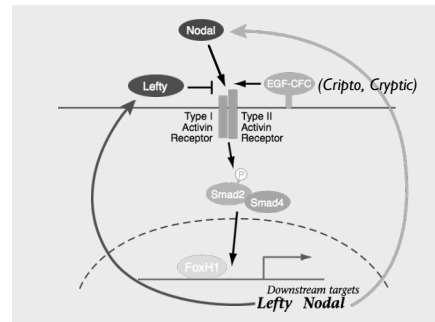 Nodal
Lefty
EGF-CFC (Cripto, Cryptic)
Type I Type II
Activin Activin
Receptor Receptor
P
Smad2
Smad4
FoxH1
Downstream targets
Lefty Nodal